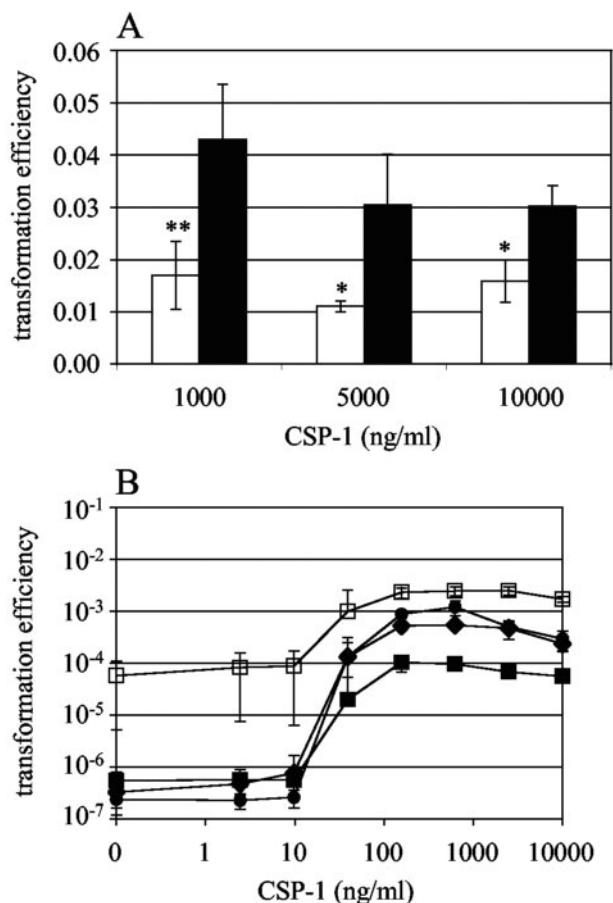 A
transformation efficiency
0.06
0.05
0.04
0.03
0.02
0.01
0.00
**
*
*
1000 5000 10000
CSP-1 (ng/ml)
B
transformation efficiency
10-1
10-2
10-3
10-4
10-5
10-6
10-7
0 1 10 100 1000 10000
CSP-1 (ng/ml)